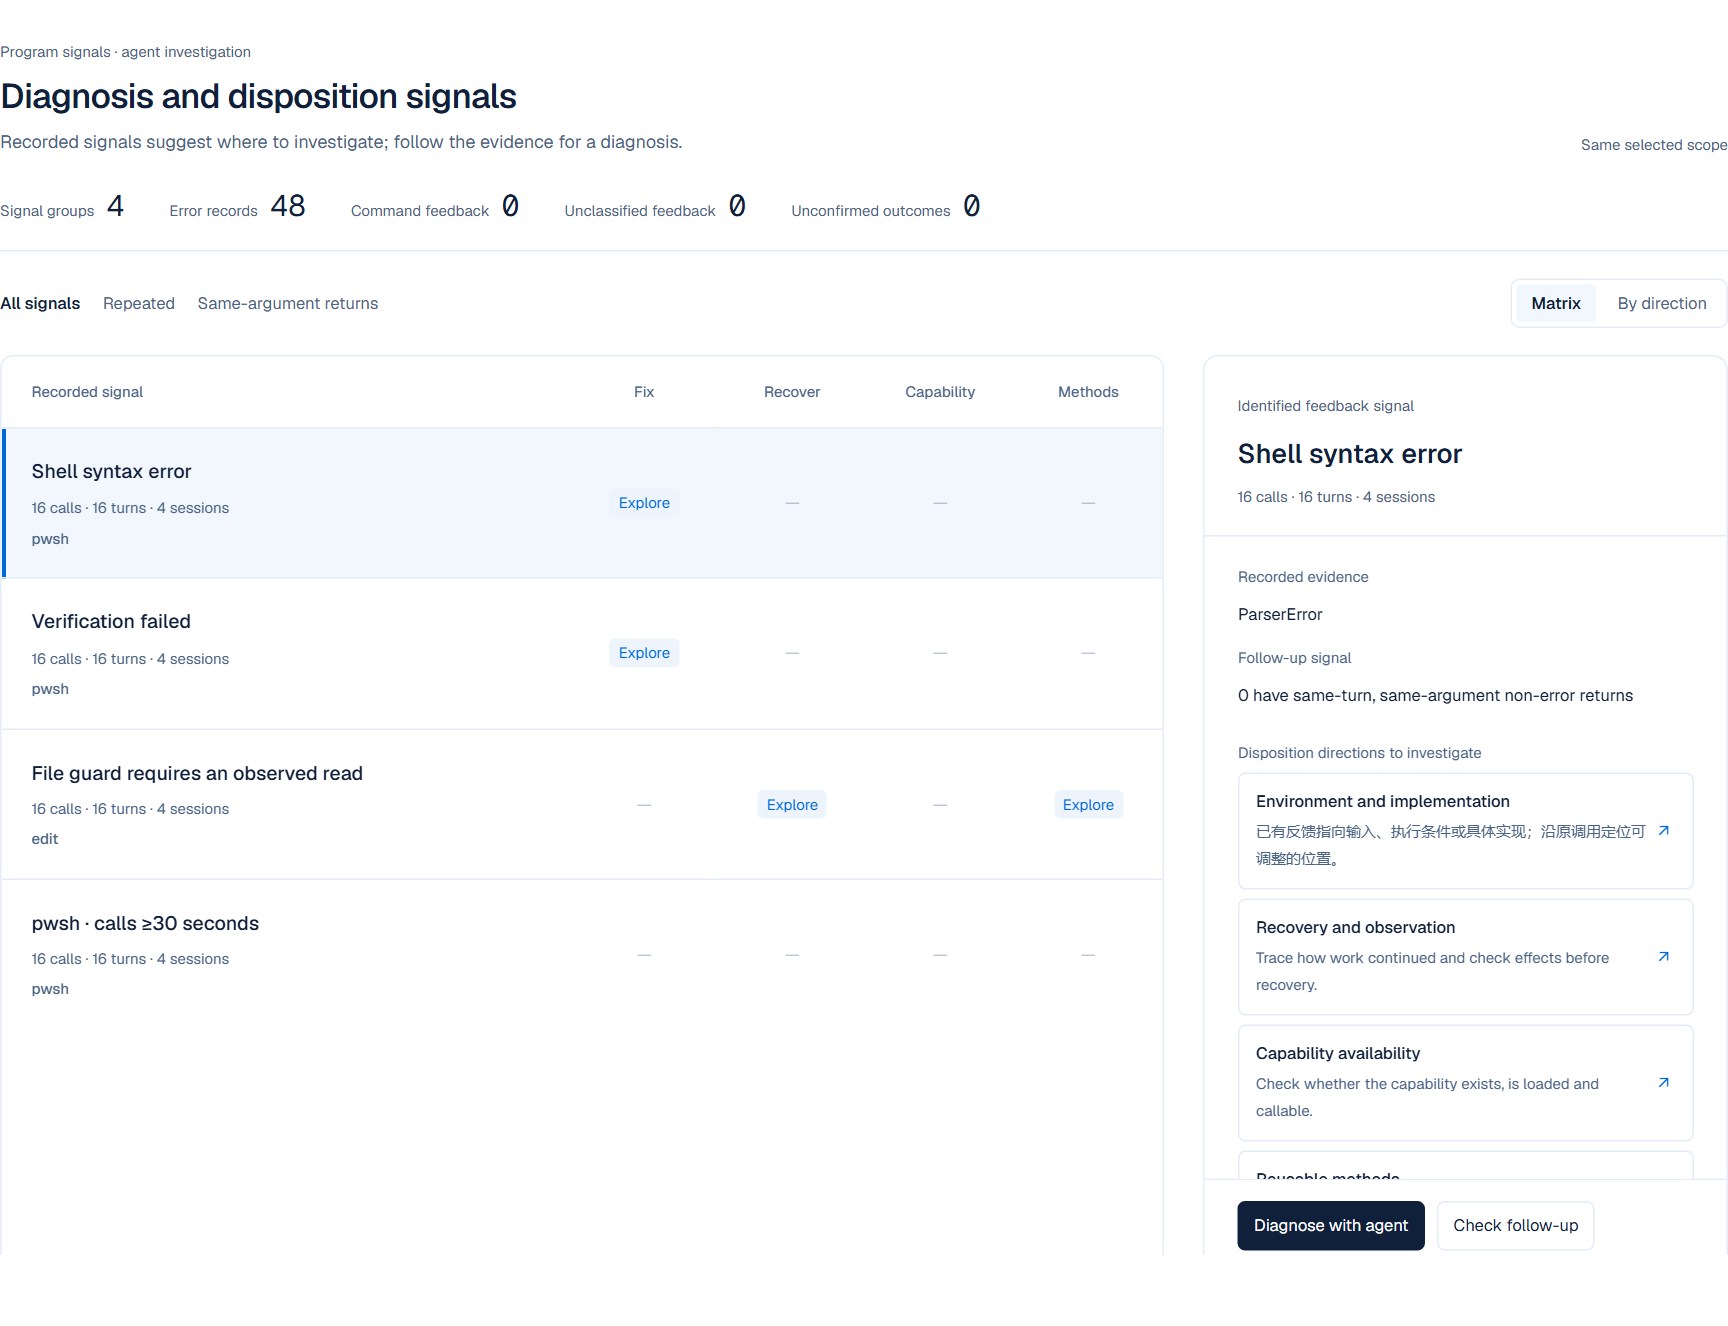 Program signals · agent investigation
Diagnosis and disposition signals
Recorded signals suggest where to investigate; follow the evidence for a diagnosis.
Same selected scope
Signal groups 4 Error records 48 Command feedback 0 Unclassified feedback 0 Unconfirmed outcomes 0
All signals Repeated Same-argument returns
Matrix By direction
Recorded signal Fix Recover Capability Methods
Shell syntax error
16 calls · 16 turns · 4 sessions
pwsh
Explore — — —
Verification failed
16 calls · 16 turns · 4 sessions
pwsh
Explore — — —
File guard requires an observed read
16 calls · 16 turns · 4 sessions
edit
— Explore — Explore
pwsh · calls ≥30 seconds
16 calls · 16 turns · 4 sessions
pwsh
— — — —
Identified feedback signal
Shell syntax error
16 calls · 16 turns · 4 sessions
Recorded evidence
ParserError
Follow-up signal
0 have same-turn, same-argument non-error returns
Disposition directions to investigate
Environment and implementation
已有反馈指向输入、执行条件或具体实现；沿原调用定位可
调整的位置。
Recovery and observation
Trace how work continued and check effects before
recovery.
Capability availability
Check whether the capability exists, is loaded and
callable.
Reusable methods
Diagnose with agent Check follow-up